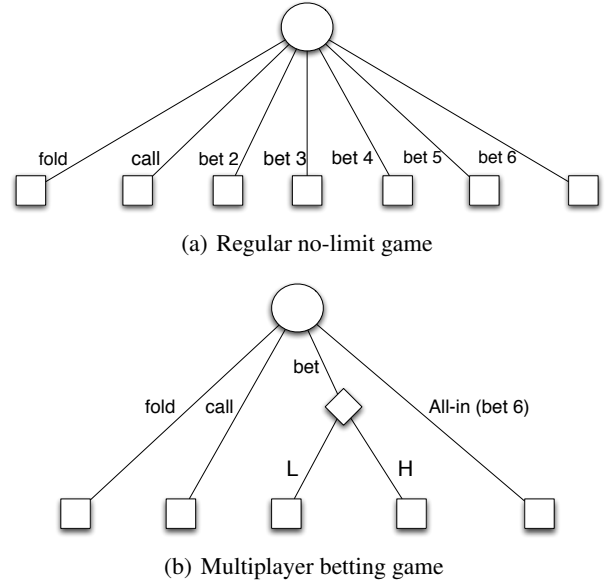 fold call bet 2 bet 3 bet 4 bet 5 bet 6
(a) Regular no-limit game
bet
fold call All-in (bet 6)
L H
(b) Multiplayer betting game